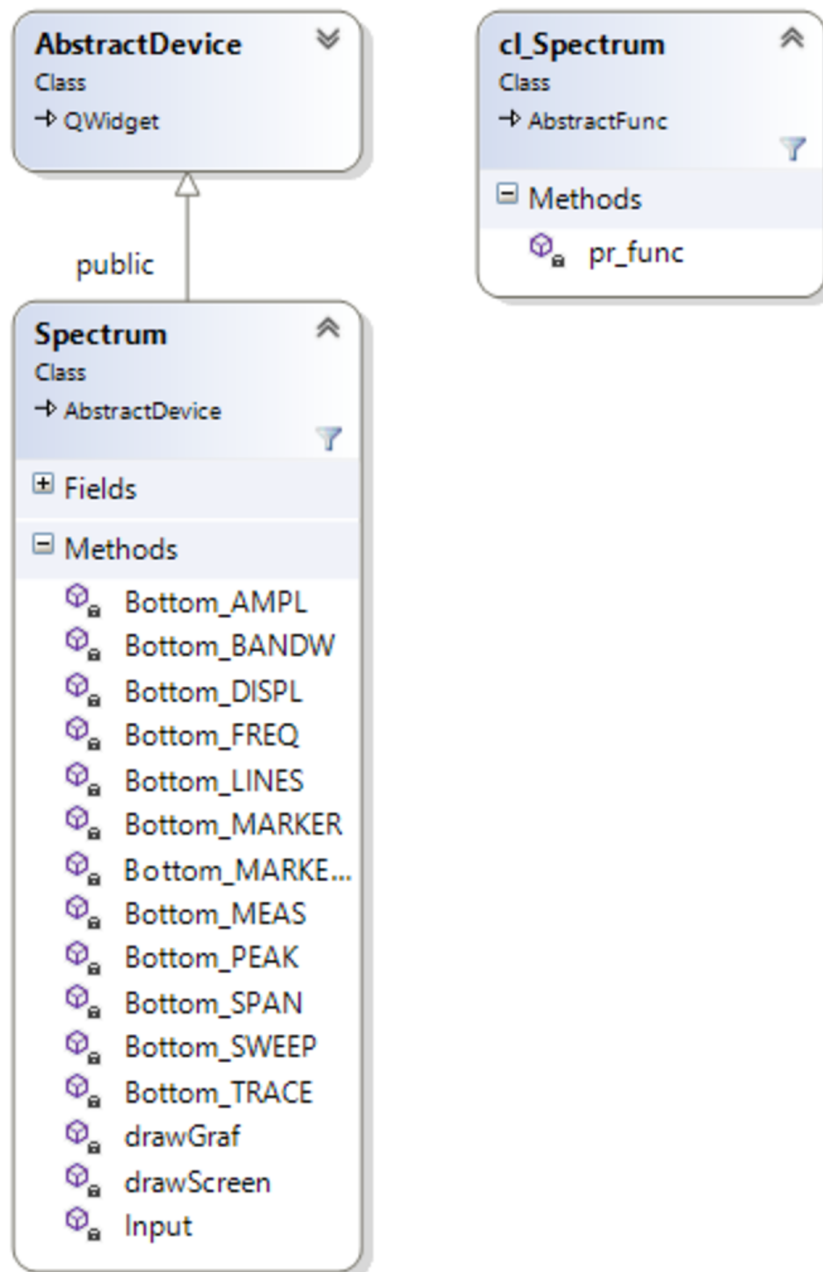 AbstractDevice
Class
QWidget
public
Spectrum
Class
AbstractDevice
Fields
Methods
Bottom_AMPL
Bottom_BANDW
Bottom_DISPL
Bottom_FREQ
Bottom_LINES
Bottom_MARKER
Bottom_MARKE...
Bottom_MEAS
Bottom_PEAK
Bottom_SPAN
Bottom_SWEEP
Bottom_TRACE
drawGraf
drawScreen
Input
cl_Spectrum
Class
AbstractFunc
Methods
pr_func